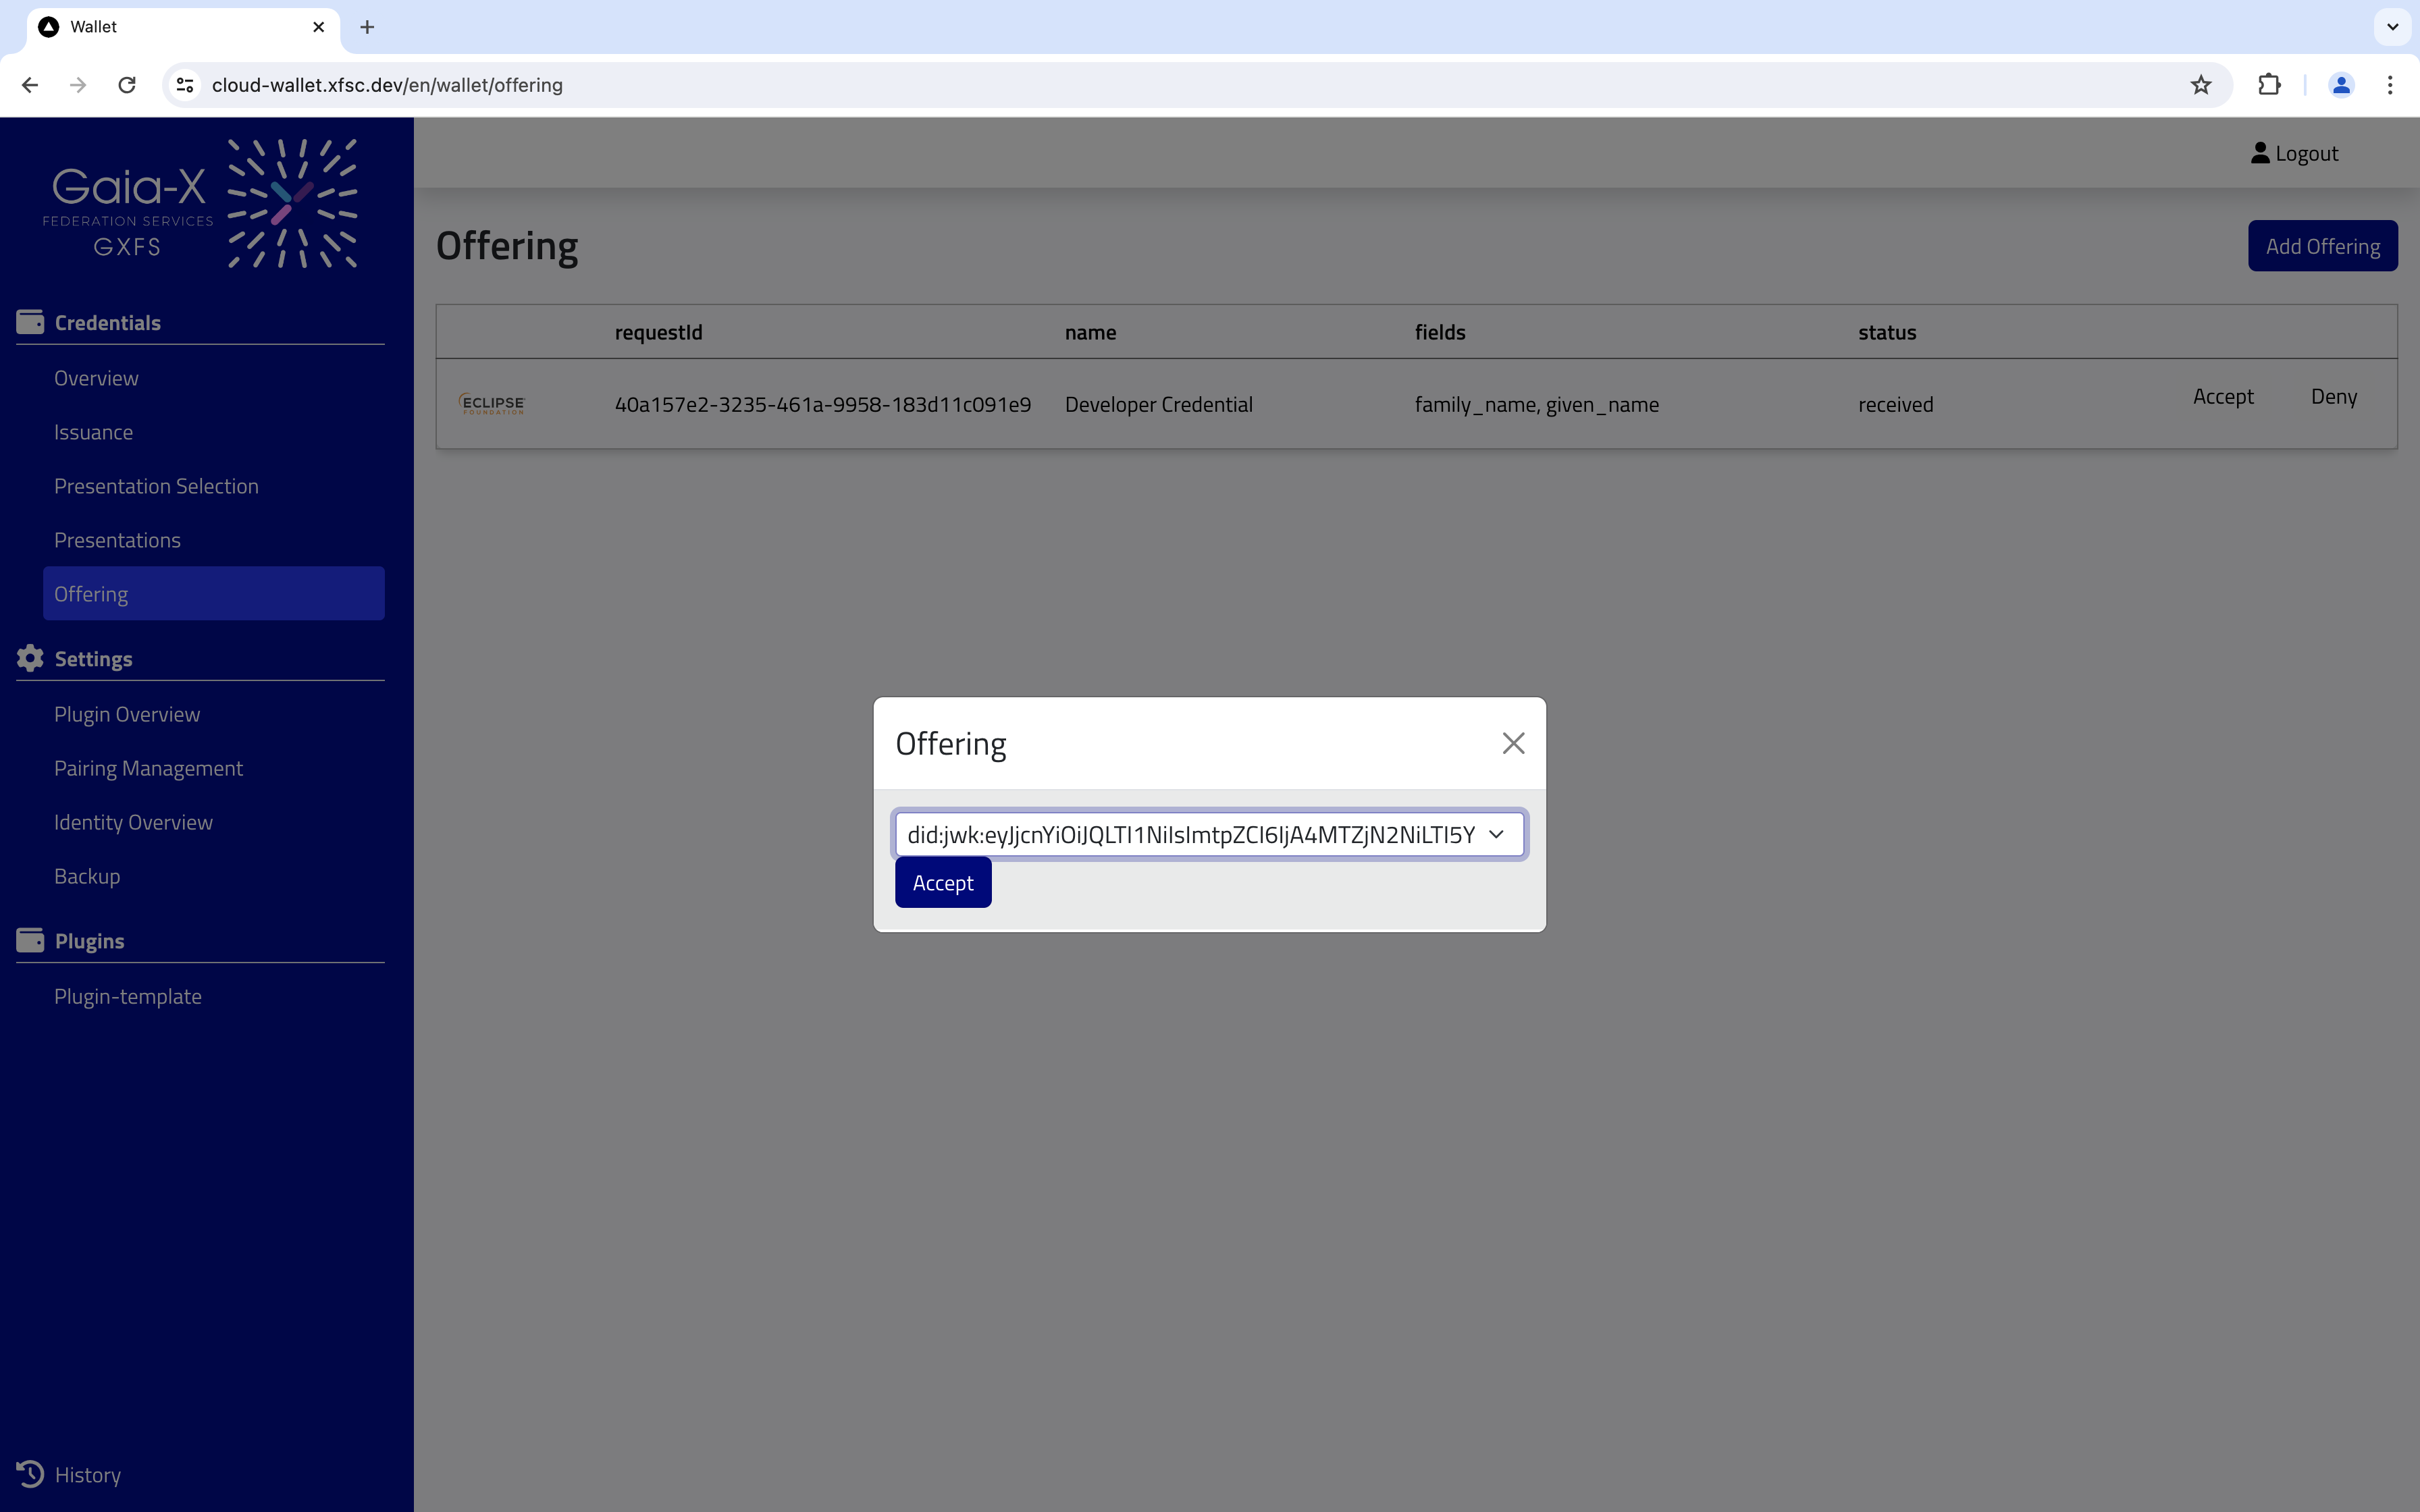 Wallet
cloud-wallet.xfsc.dev/en/wallet/offering
Gaia-X
FEDERATION SERVICES
GXFS
Logout
Credentials
Overview
Issuance
Presentation Selection
Presentations
Offering
Settings
Plugin Overview
Pairing Management
Identity Overview
Backup
Plugins
Plugin-template
History
Offering
Add Offering
requestId name fields status
ECLIPSE FOUNDATION 40a157e2-3235-461a-9958-183d11c091e9 Developer Credential family_name, given_name received Accept Deny
Offering
did:jwk:eyJjcnYiOiJQLTI1NiIsImtpZCI6IjA4MTZjN2NiLTI5Y
Accept